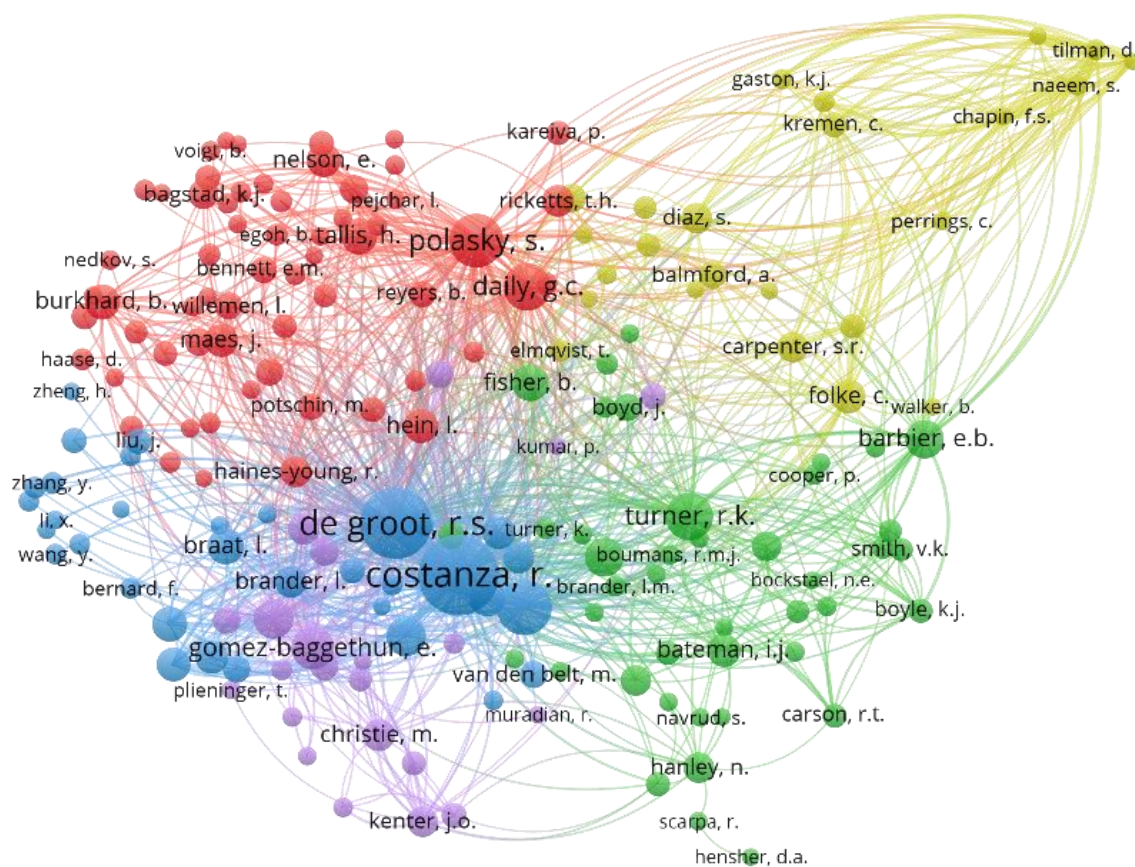 tilman, d.
gaston, k.j.
naeem, s.
chapin, f.s.
kremen, c.
kareiva, p.
voigt, b.
nelson, e.
bagstad, k.j.
pejchar, l.
ricketts, t.h.
diaz, s.
perrings, c.
egoh, b.
tallis, h.
polasky, s.
nedkov, s.
bennett, e.m.
balmford, a.
burkhard, b.
willemen, l.
reyers, b.
daily, g.c.
maes, j.
elmqvist, t.
carpenter, s.r.
haase, d.
zheng, h.
fisher, b.
potschin, m.
boyd, j.
folke, c.
walker, b.
liu, j.
hein, l.
kumar, p.
barbier, e.b.
haines-young, r.
cooper, p.
zhang, y.
li, x.
de groot, r.s.
turner, k.
turner, r.k.
wang, y.
braat, l.
boumans, r.m.j.
smith, v.k.
bernard, f.
brander, l.
costanza, r.
brander, l.m.
bockstael, n.e.
boyle, k.j.
gomez-baggethun, e.
bateman, i.j.
van den belt, m.
plieninger, t.
muradian, r.
navrud, s.
carson, r.t.
christie, m.
hanley, n.
kenter, j.o.
scarpa, r.
hensher, d.a.